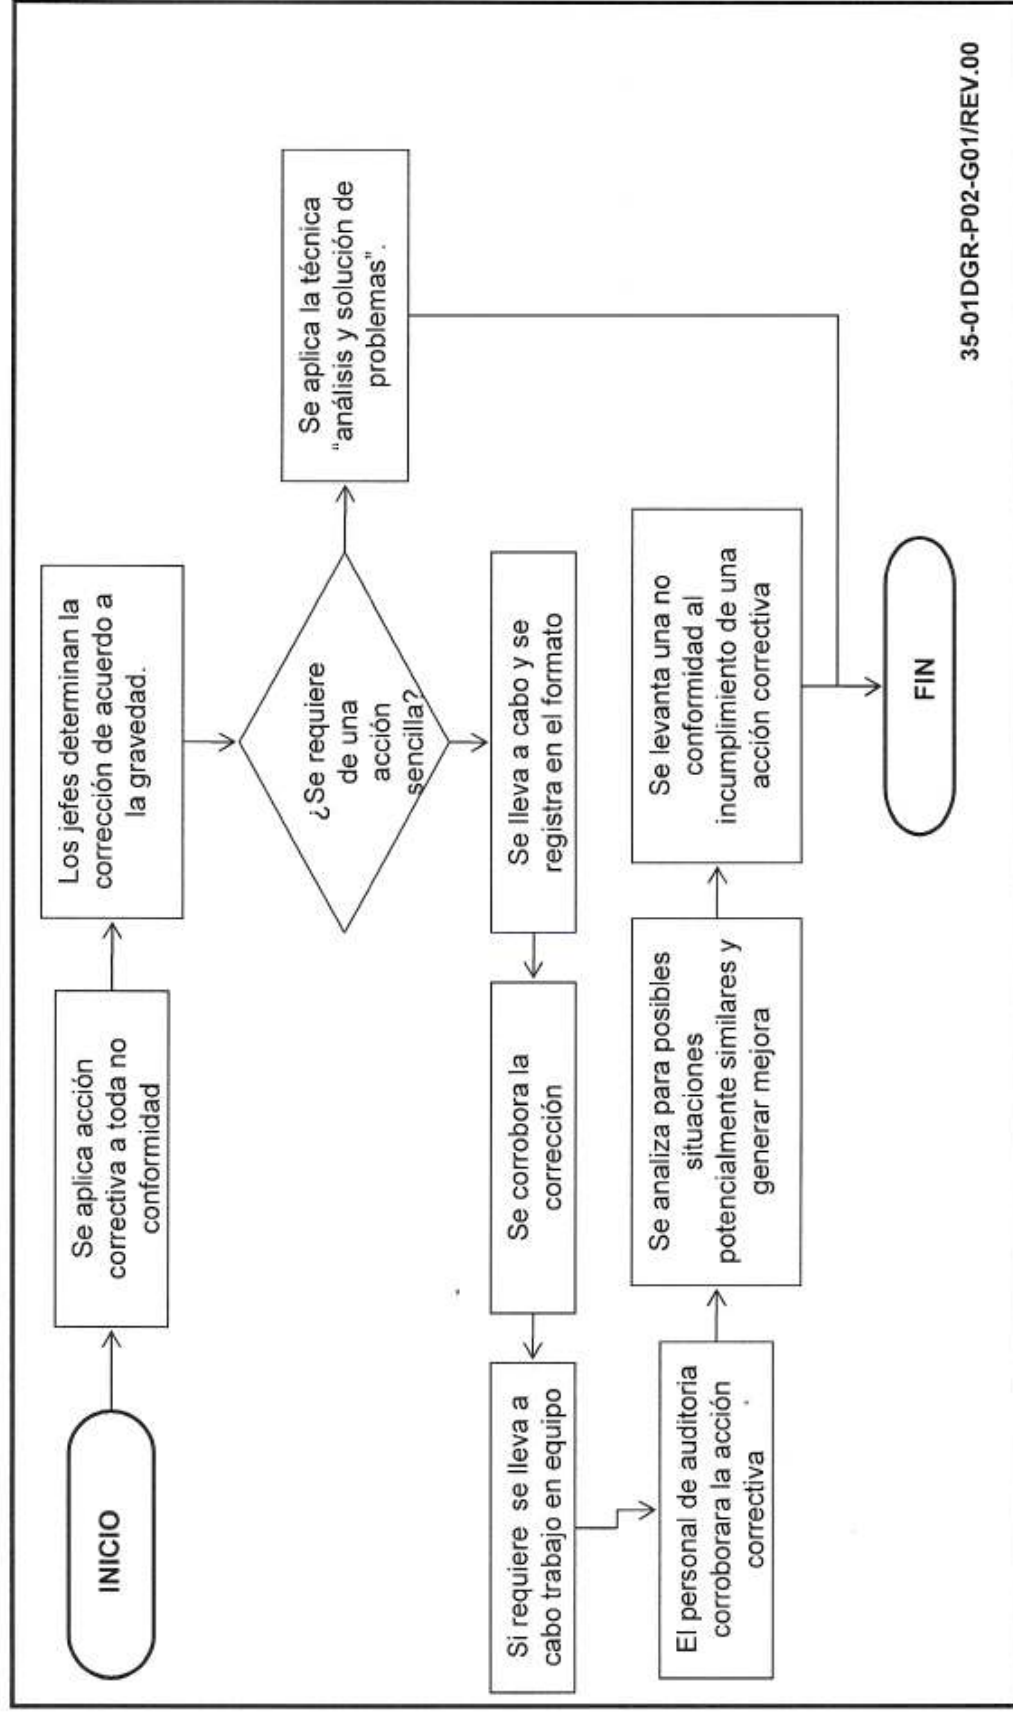 INICIO
Se aplica acción
correctiva a toda no
conformidad
Los jefes determinan la
corrección de acuerdo a
la gravedad.
¿Se requiere
de una
acción
sencilla?
Se aplica la técnica
“análisis y solución de
problemas”.
Se lleva a cabo y se
registra en el formato
Se corrobora la
corrección
Si requiere se lleva a
cabo trabajo en equipo
El personal de auditoria
corroborara la acción
correctiva
Se analiza para posibles
situaciones
potencialmente similares y
generar mejora
Se levanta una no
conformidad al
incumplimiento de una
acción correctiva
FIN
35-01DGR-P02-G01/REV.00